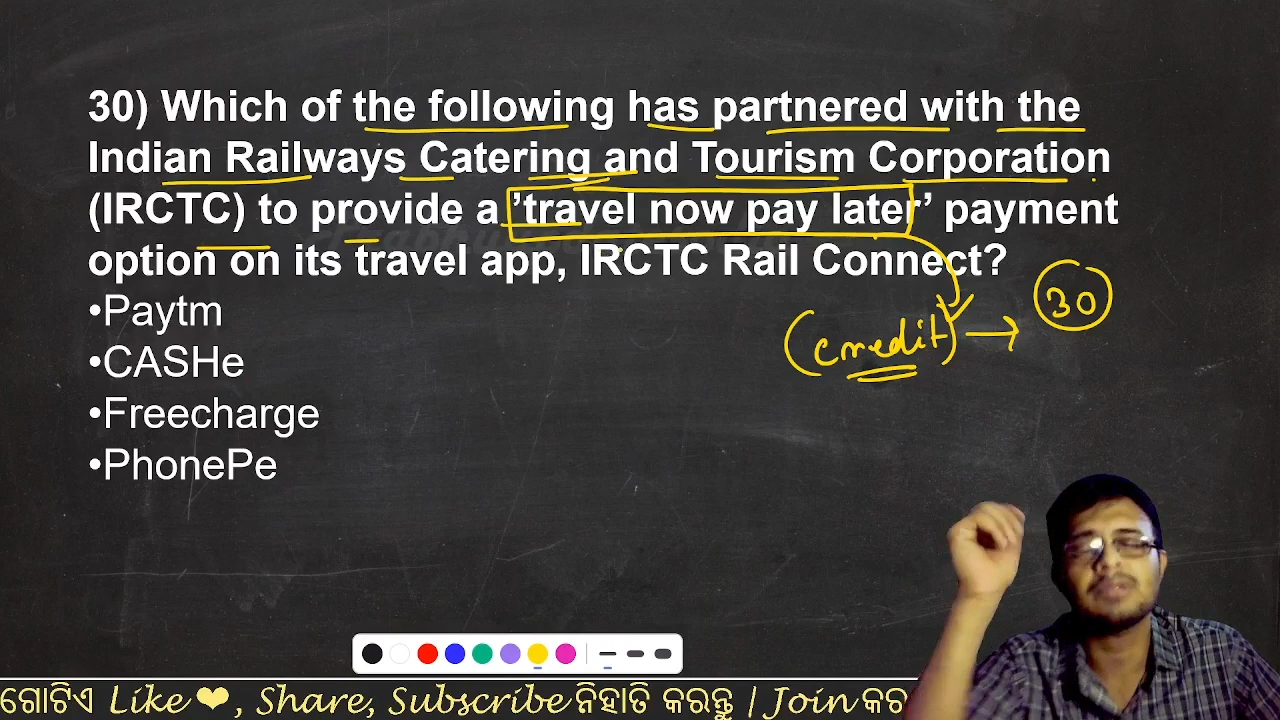 30) Which of the following has partnered with the
Indian Railways Catering and Tourism Corporation
(IRCTC) to provide a ’travel now pay later’ payment
option on its travel app, IRCTC Rail Connect?
•Paytm
•CASHe
•Freecharge
•PhonePe
(credit) → 30
ଗୋଟିଏ Like ❤, Share, Subscribe ନିହାତି କରନ୍ତୁ | Join କର